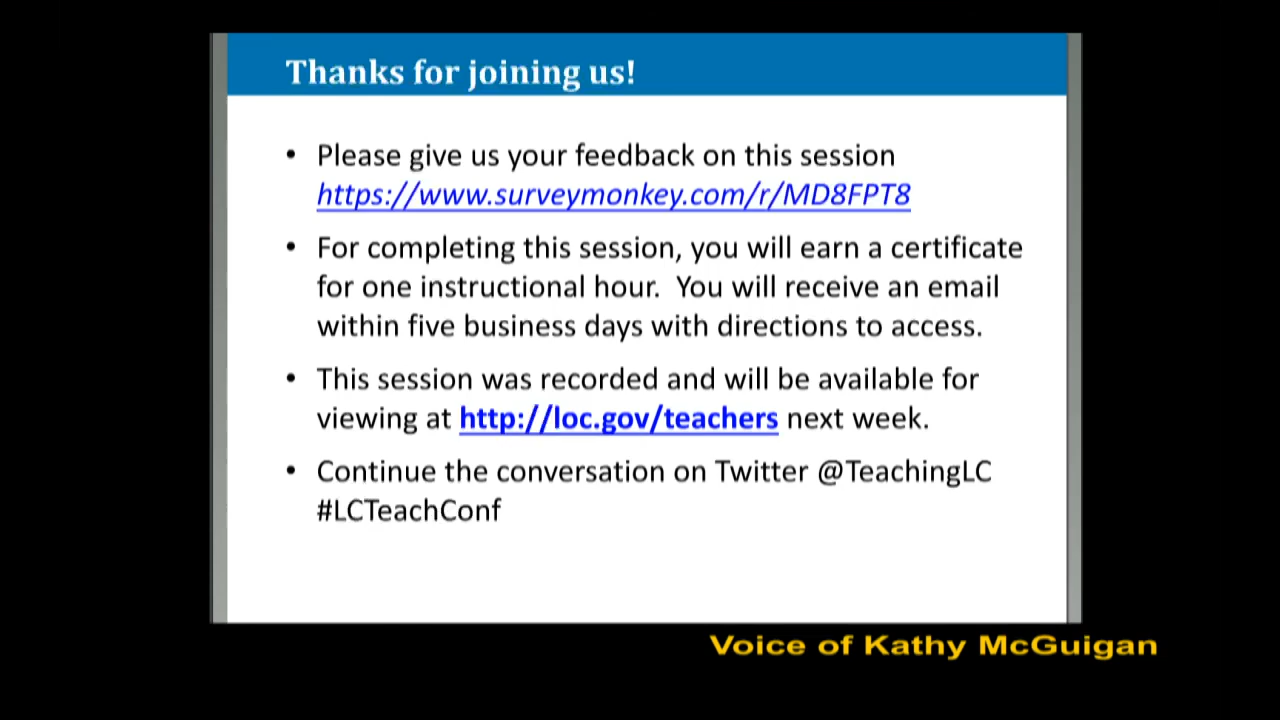 Thanks for joining us!
• Please give us your feedback on this session
https://www.surveymonkey.com/r/MD8FPT8
• For completing this session, you will earn a certificate
for one instructional hour.  You will receive an email
within five business days with directions to access.
• This session was recorded and will be available for
viewing at http://loc.gov/teachers next week.
• Continue the conversation on Twitter @TeachingLC
#LCTeachConf
Voice of Kathy McGuigan